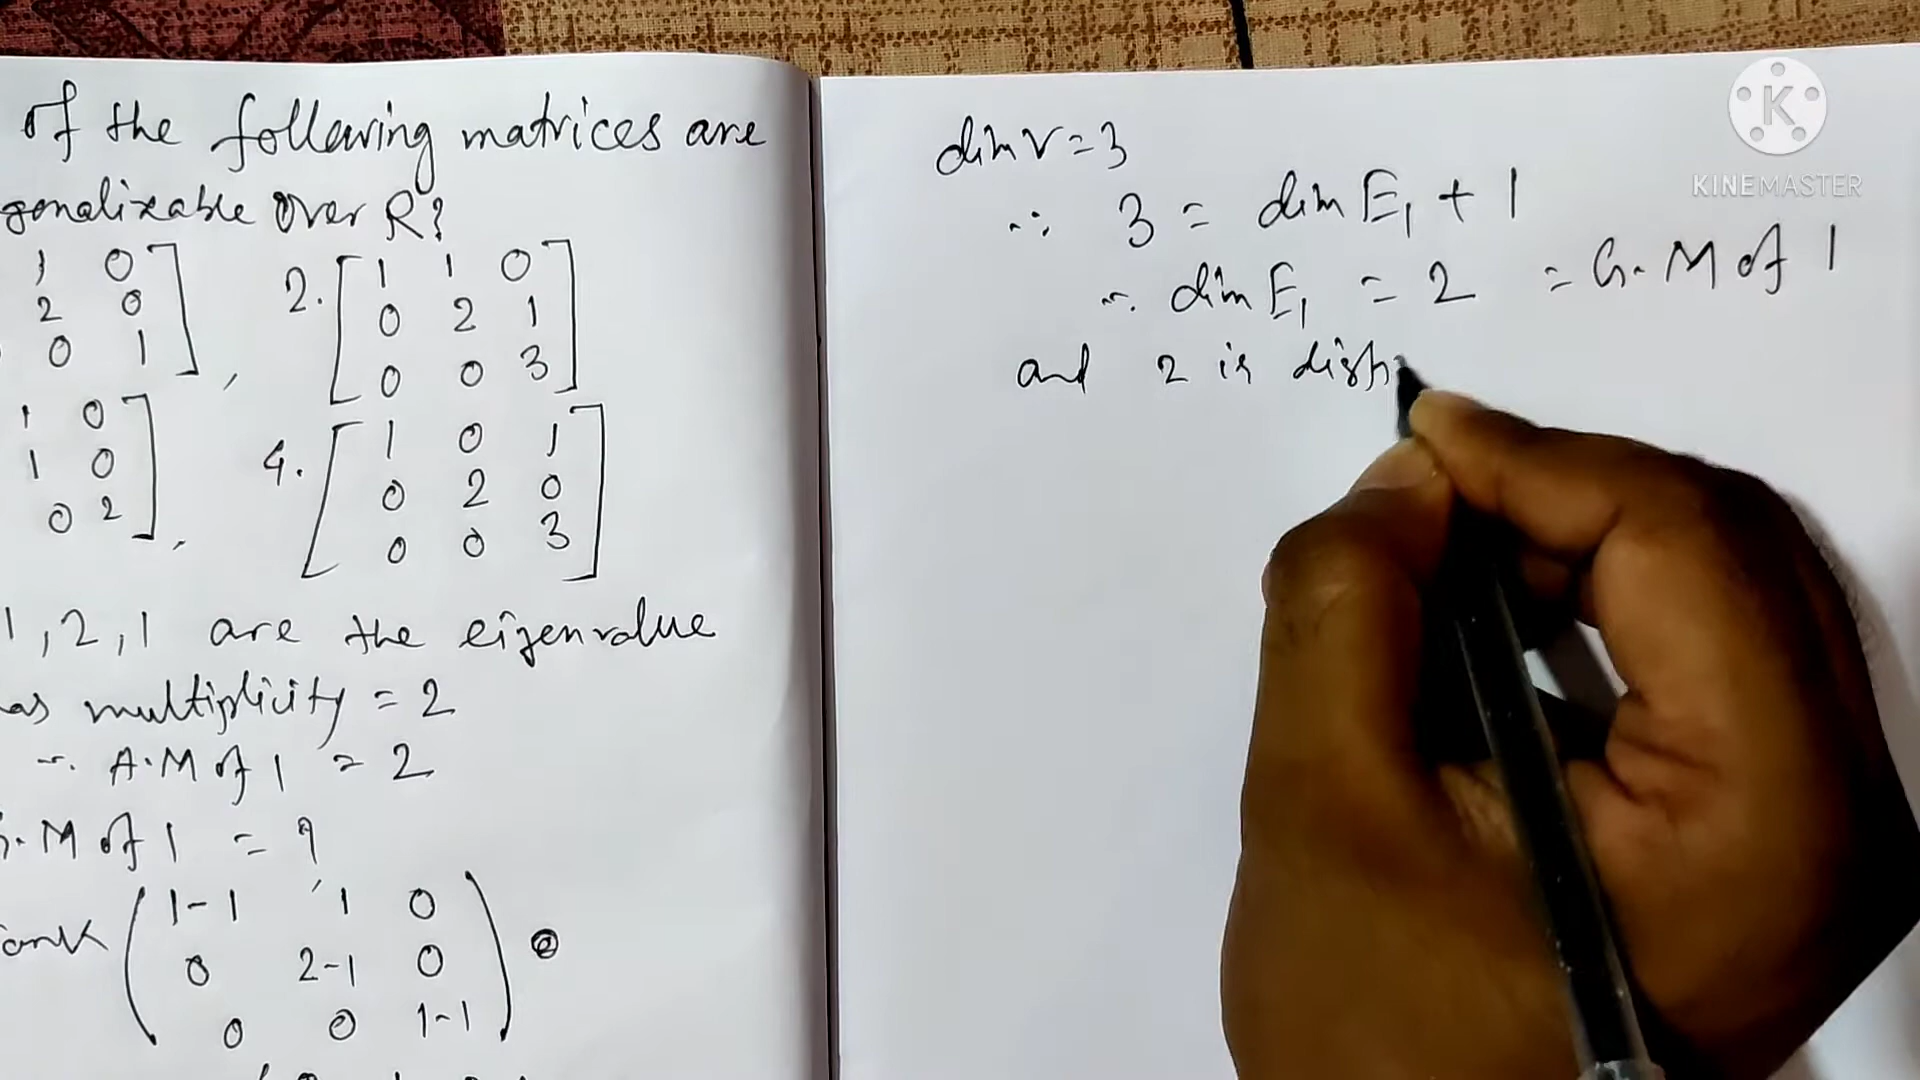 of the following matrices are
gonalizable over R?
1 0
2 0
0 1 ,
2. [ 1 1 0
0 2 1
0 0 3 ]
1 0
1 0
0 2 ] ,
4. [ 1 0 1
0 2 0
0 0 3 ]
1, 2, 1 are the eigenvalue
as multiplicity = 2
∴ A.M of 1 = 2
G.M of 1 = ?
rank ( 1-1 1 0
0 2-1 0
0 0 1-1 )
dim V = 3
∴ 3 = dim E₁ + 1
∴ dim E₁ = 2 = G.M of 1
and 2 is dist
KINEMASTER